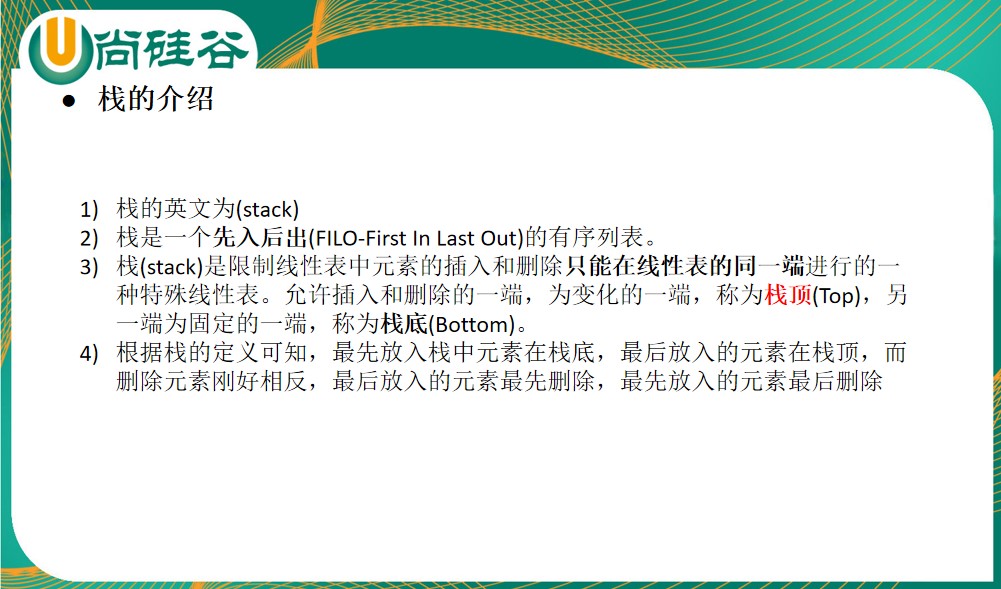 尚硅谷
● 栈的介绍
1) 栈的英文为(stack)
2) 栈是一个先入后出(FILO-First In Last Out)的有序列表。
3) 栈(stack)是限制线性表中元素的插入和删除只能在线性表的同一端进行的一
种特殊线性表。允许插入和删除的一端，为变化的一端，称为栈顶(Top)，另
一端为固定的一端，称为栈底(Bottom)。
4) 根据栈的定义可知，最先放入栈中元素在栈底，最后放入的元素在栈顶，而
删除元素刚好相反，最后放入的元素最先删除，最先放入的元素最后删除